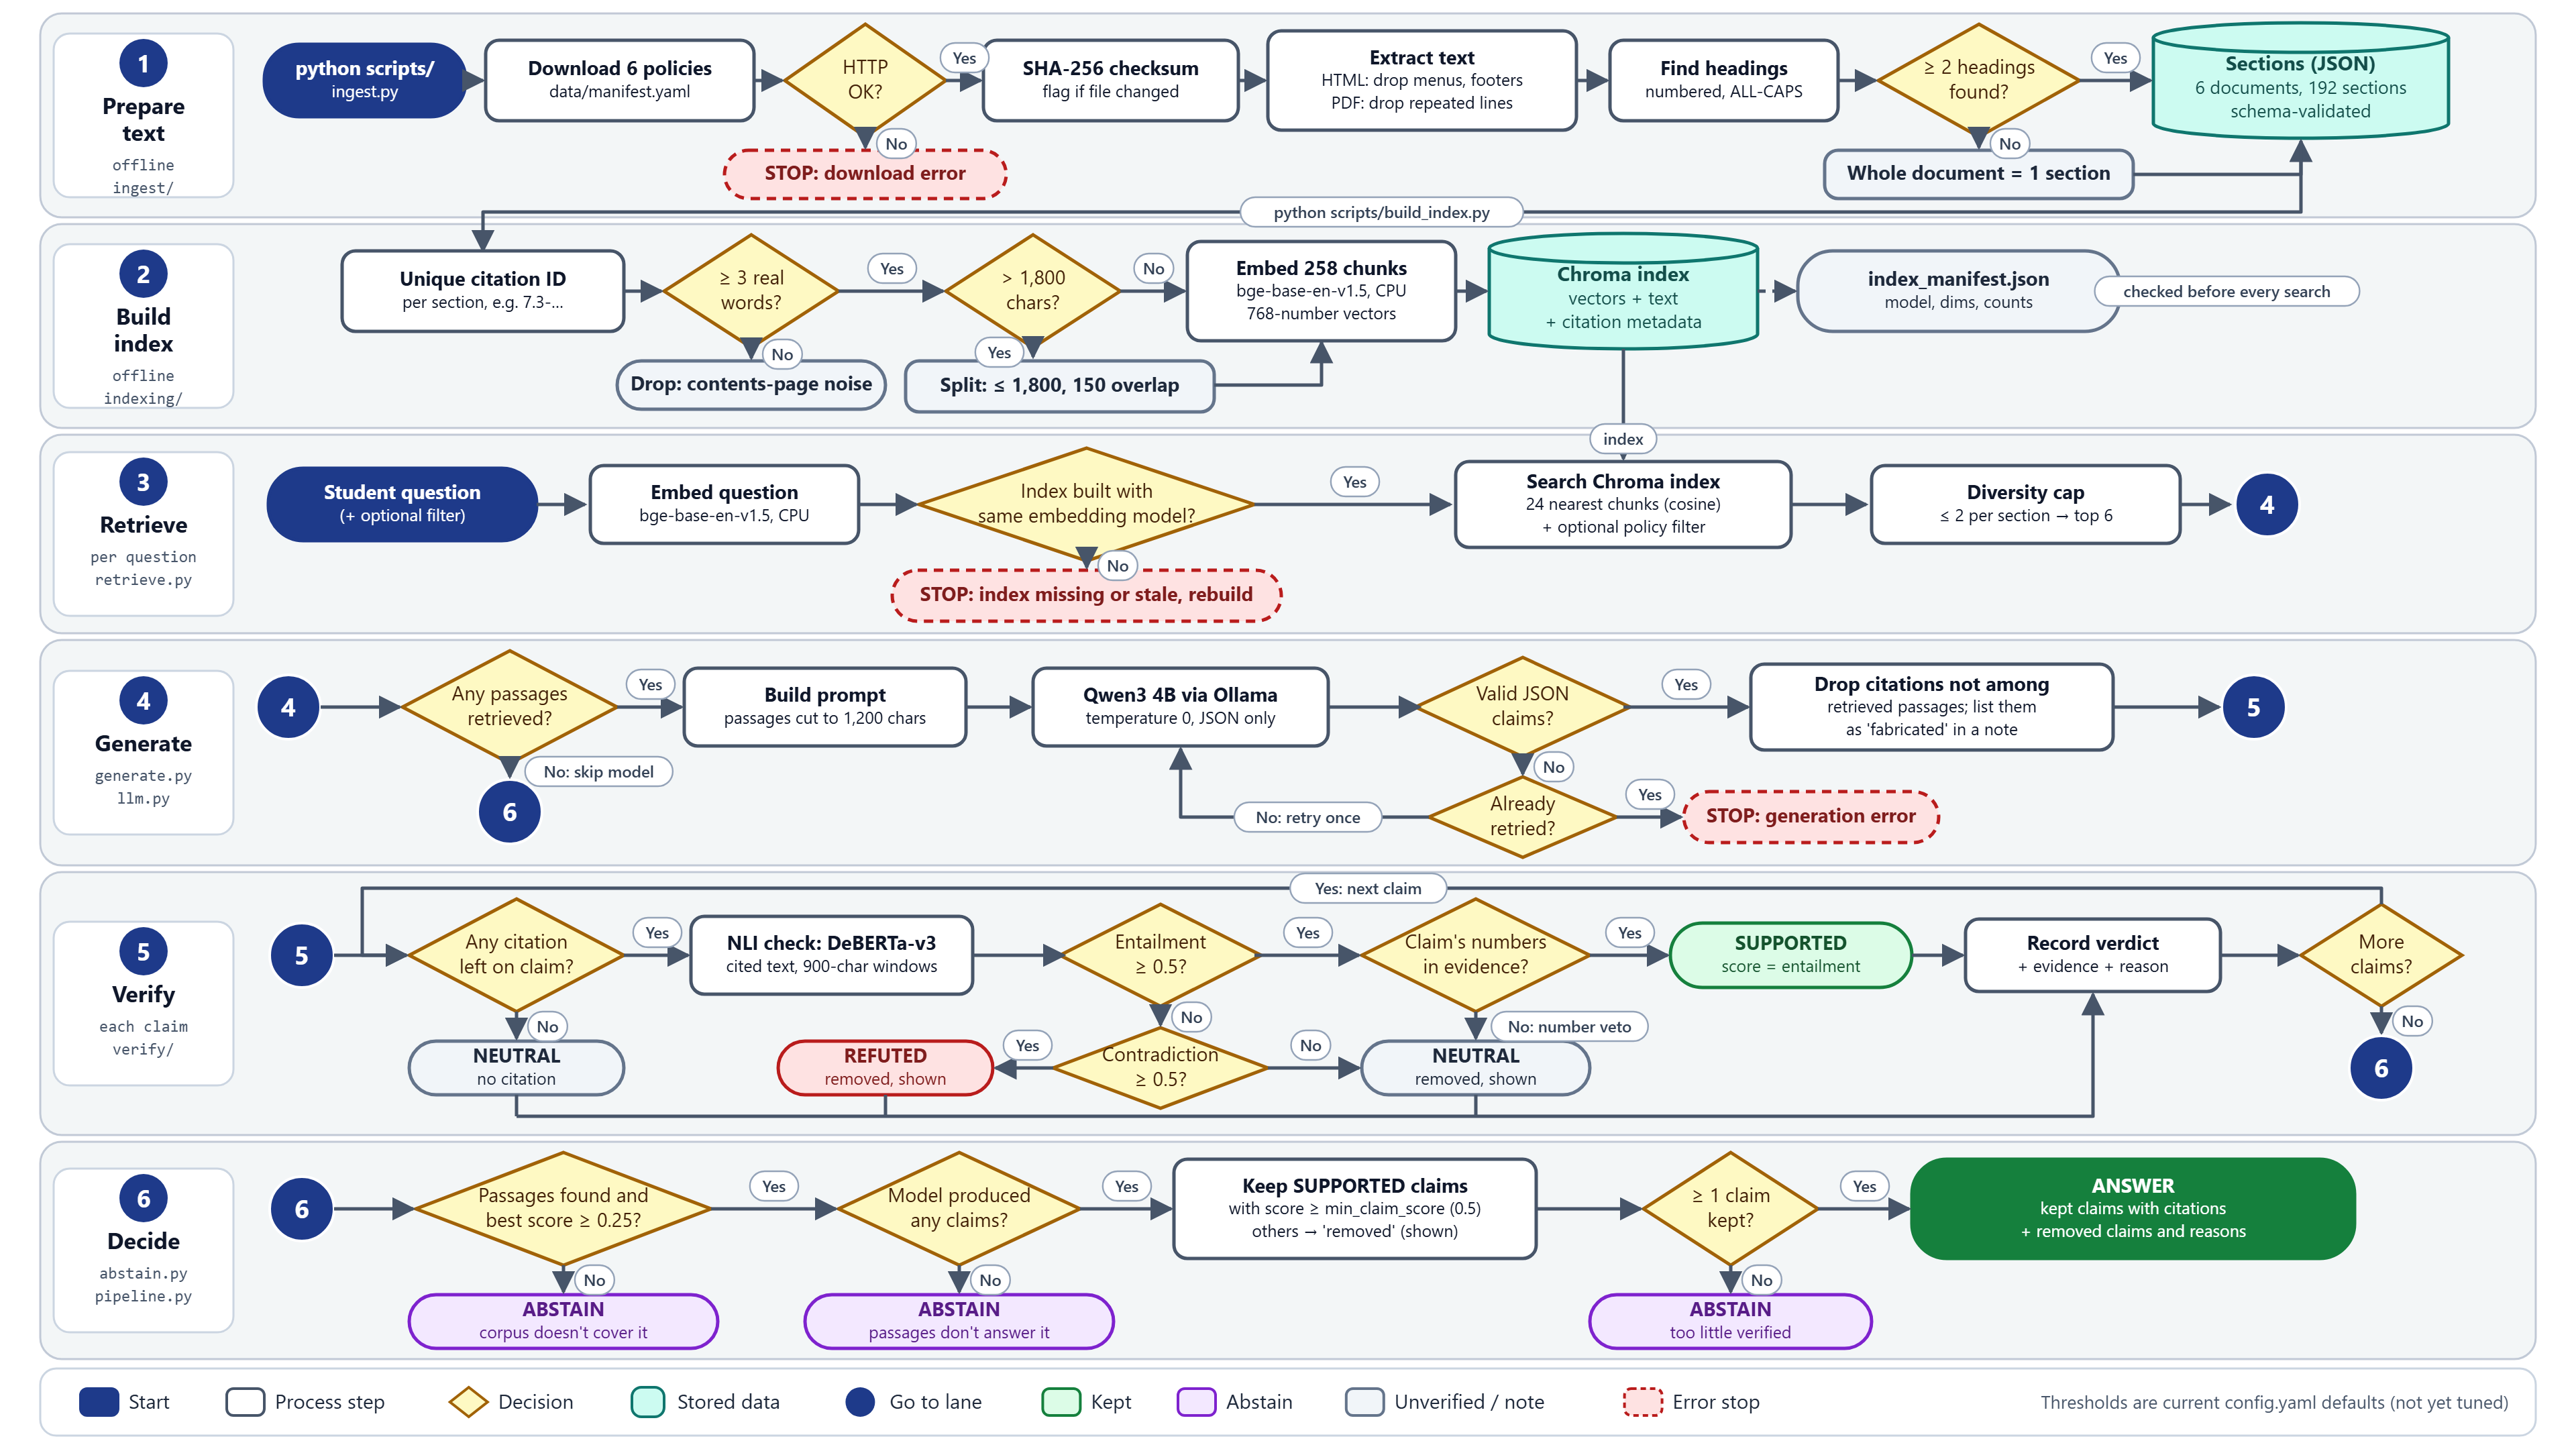 1
Prepare
text
offline
ingest/
python scripts/
ingest.py
Download 6 policies
data/manifest.yaml
HTTP
OK?
Yes
No
STOP: download error
SHA-256 checksum
flag if file changed
Extract text
HTML: drop menus, footers
PDF: drop repeated lines
Find headings
numbered, ALL-CAPS
≥ 2 headings
found?
Yes
No
Whole document = 1 section
Sections (JSON)
6 documents, 192 sections
schema-validated
python scripts/build_index.py
2
Build
index
offline
indexing/
Unique citation ID
per section, e.g. 7.3-...
≥ 3 real
words?
Yes
No
Drop: contents-page noise
> 1,800
chars?
No
Yes
Split: ≤ 1,800, 150 overlap
Embed 258 chunks
bge-base-en-v1.5, CPU
768-number vectors
Chroma index
vectors + text
+ citation metadata
index_manifest.json
model, dims, counts
checked before every search
index
3
Retrieve
per question
retrieve.py
Student question
(+ optional filter)
Embed question
bge-base-en-v1.5, CPU
Index built with
same embedding model?
Yes
No
STOP: index missing or stale, rebuild
Search Chroma index
24 nearest chunks (cosine)
+ optional policy filter
Diversity cap
≤ 2 per section → top 6
4
4
Generate
generate.py
llm.py
4
Any passages
retrieved?
Yes
No: skip model
6
Build prompt
passages cut to 1,200 chars
Qwen3 4B via Ollama
temperature 0, JSON only
Valid JSON
claims?
Yes
No
Already
retried?
No: retry once
Yes
STOP: generation error
Drop citations not among
retrieved passages; list them
as 'fabricated' in a note
5
5
Verify
each claim
verify/
Yes: next claim
5
Any citation
left on claim?
Yes
No
NEUTRAL
no citation
NLI check: DeBERTa-v3
cited text, 900-char windows
Entailment
≥ 0.5?
Yes
No
Contradiction
≥ 0.5?
Yes
No
REFUTED
removed, shown
Claim's numbers
in evidence?
Yes
No: number veto
NEUTRAL
removed, shown
SUPPORTED
score = entailment
Record verdict
+ evidence + reason
More
claims?
No
6
6
Decide
abstain.py
pipeline.py
6
Passages found and
best score ≥ 0.25?
Yes
No
ABSTAIN
corpus doesn't cover it
Model produced
any claims?
Yes
No
ABSTAIN
passages don't answer it
Keep SUPPORTED claims
with score ≥ min_claim_score (0.5)
others → 'removed' (shown)
≥ 1 claim
kept?
Yes
No
ABSTAIN
too little verified
ANSWER
kept claims with citations
+ removed claims and reasons
Start
Process step
Decision
Stored data
Go to lane
Kept
Abstain
Unverified / note
Error stop
Thresholds are current config.yaml defaults (not yet tuned)